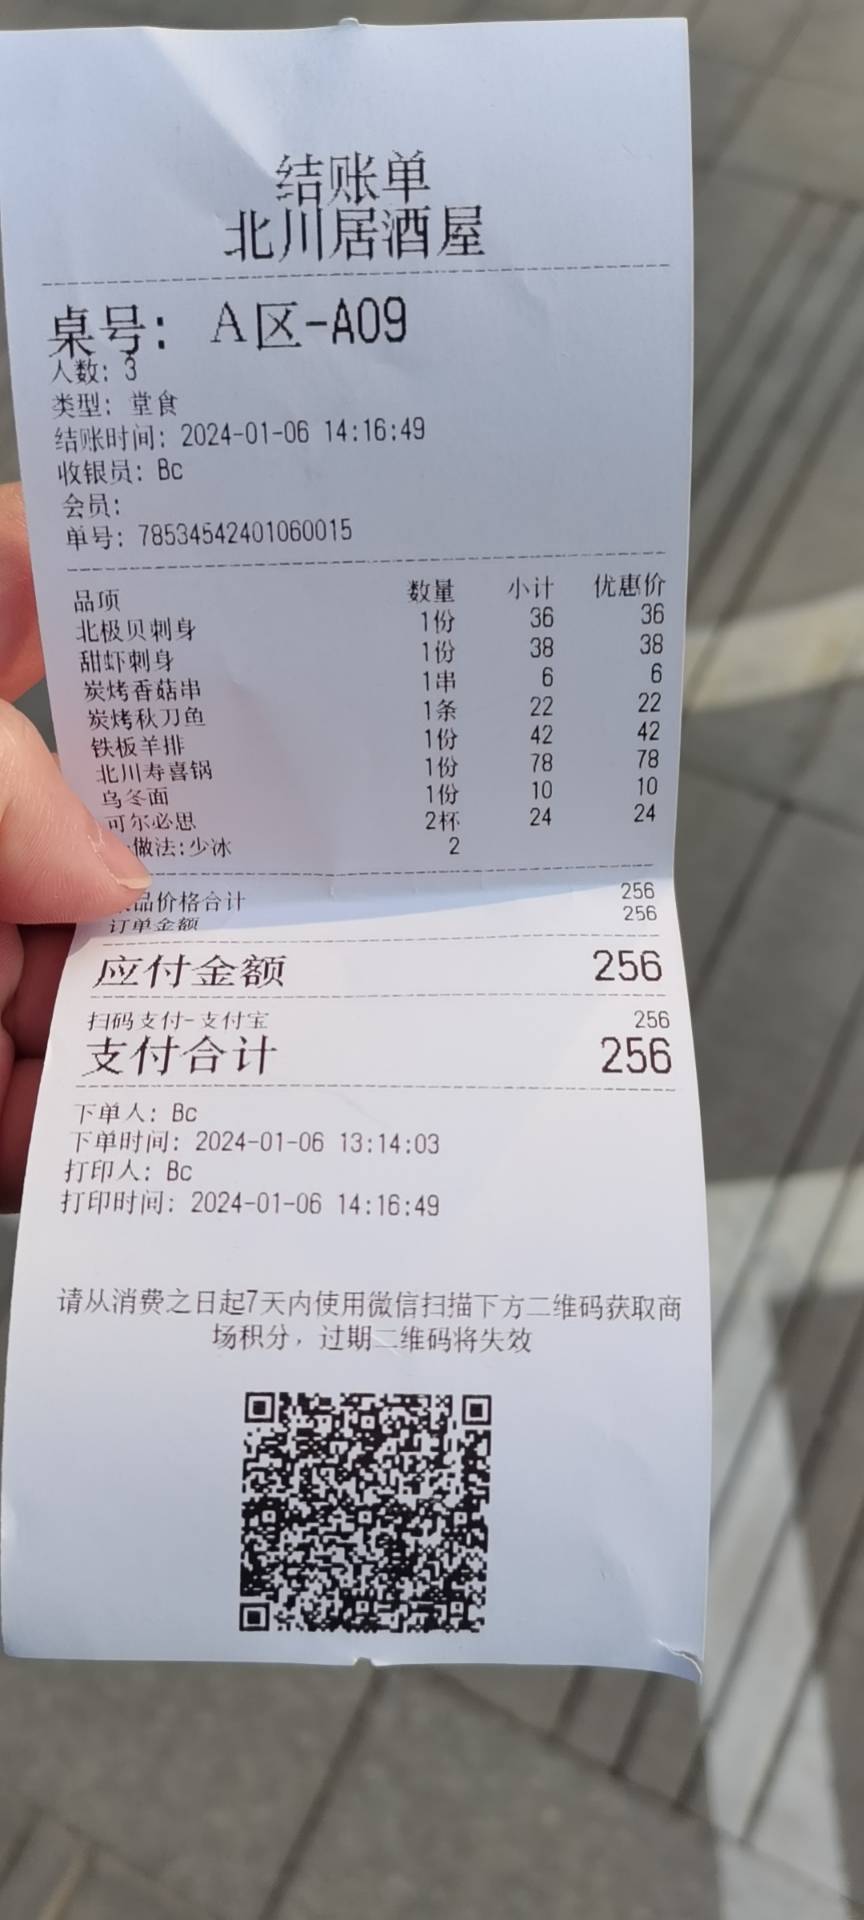 结账单
北川居酒屋
桌号: A区-A09
人数: 3
类型: 堂食
结账时间: 2024-01-06 14:16:49
收银员: Bc
会员:
单号: 78534542401060015
品项 数量 小计 优惠价
北极贝刺身 1份 36 36
甜虾刺身 1份 38 38
炭烤香菇串 1串 6 6
炭烤秋刀鱼 1条 22 22
铁板羊排 1份 42 42
北川寿喜锅 1份 78 78
乌冬面 1份 10 10
可尔必思 2杯 24 24
做法:少冰 2
品价格合计 256
订单金额 256
应付金额 256
扫码支付-支付宝 256
支付合计 256
下单人: Bc
下单时间: 2024-01-06 13:14:03
打印人: Bc
打印时间: 2024-01-06 14:16:49
请从消费之日起7天内使用微信扫描下方二维码获取商
场积分，过期二维码将失效